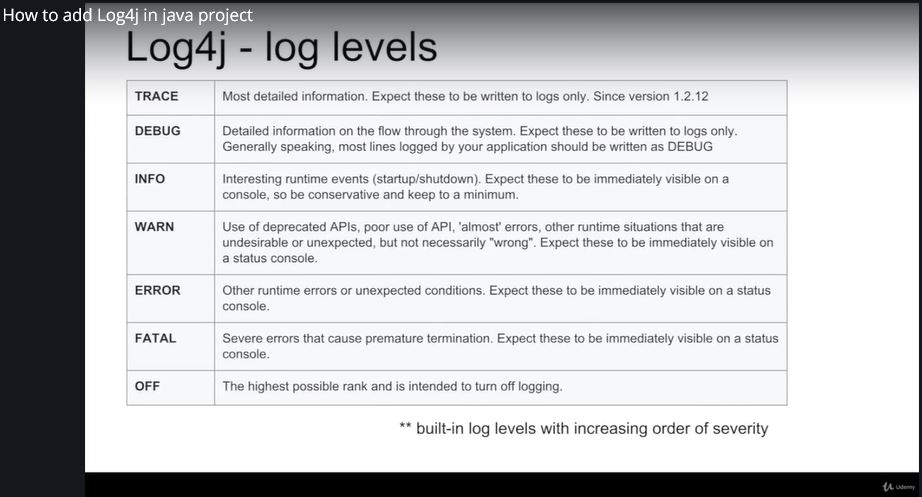 How to add Log4j in java project
Log4j - log levels
TRACE
Most detailed information. Expect these to be written to logs only. Since version 1.2.12
DEBUG
Detailed information on the flow through the system. Expect these to be written to logs only.
Generally speaking, most lines logged by your application should be written as DEBUG
INFO
Interesting runtime events (startup/shutdown). Expect these to be immediately visible on a
console, so be conservative and keep to a minimum.
WARN
Use of deprecated APIs, poor use of API, 'almost' errors, other runtime situations that are
undesirable or unexpected, but not necessarily "wrong". Expect these to be immediately visible on
a status console.
ERROR
Other runtime errors or unexpected conditions. Expect these to be immediately visible on a status
console.
FATAL
Severe errors that cause premature termination. Expect these to be immediately visible on a status
console.
OFF
The highest possible rank and is intended to turn off logging.
** built-in log levels with increasing order of severity
Udemy